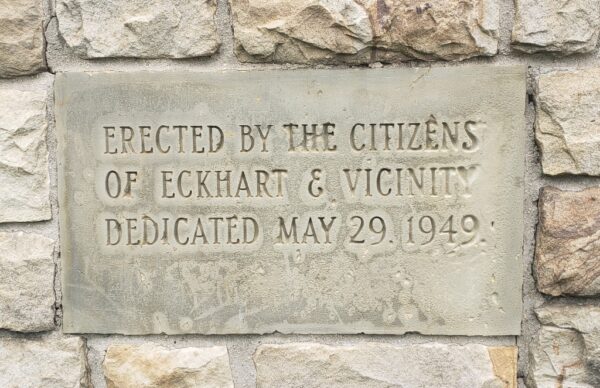 ERECTED BY THE CITIZENS
OF ECKHART & VICINITY
DEDICATED MAY 29. 1949.